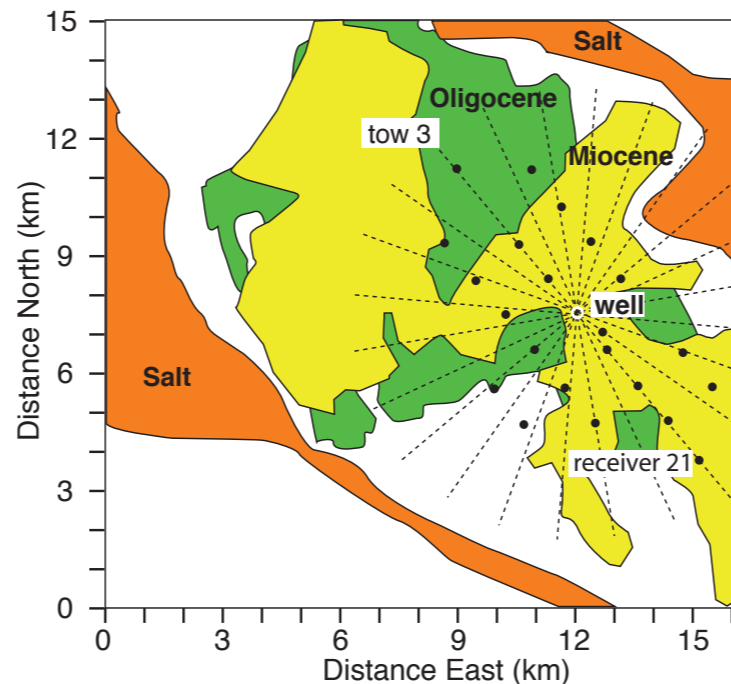 15
Salt
Oligocene
12
tow 3
Miocene
Distance North (km)
9
well
6
Salt
receiver 21
3
0
0 3 6 9 12 15
Distance East (km)